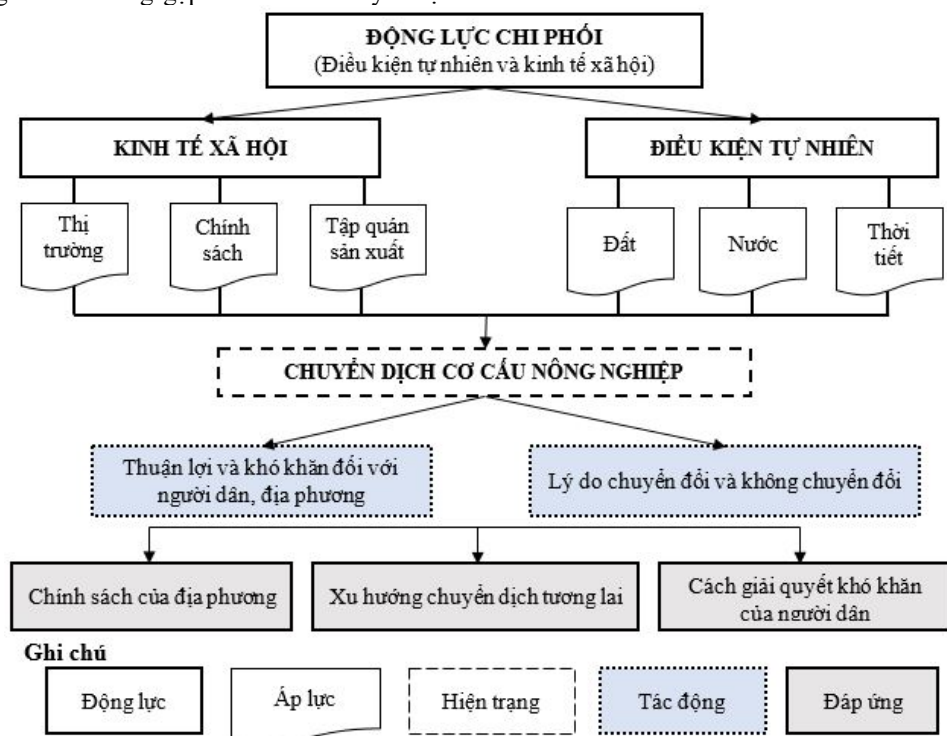 ĐỘNG LỰC CHI PHỐI
(Điều kiện tự nhiên và kinh tế xã hội)
KINH TẾ XÃ HỘI
ĐIỀU KIỆN TỰ NHIÊN
Thị
trường
Chính
sách
Tập quán
sản xuất
Đất
Nước
Thời
tiết
CHUYỂN DỊCH CƠ CẤU NÔNG NGHIỆP
Thuận lợi và khó khăn đối với
người dân, địa phương
Lý do chuyển đổi và không chuyển đổi
Chính sách của địa phương
Xu hướng chuyển dịch tương lai
Cách giải quyết khó khăn
của người dân
Ghi chú
Động lực
Áp lực
Hiện trạng
Tác động
Đáp ứng